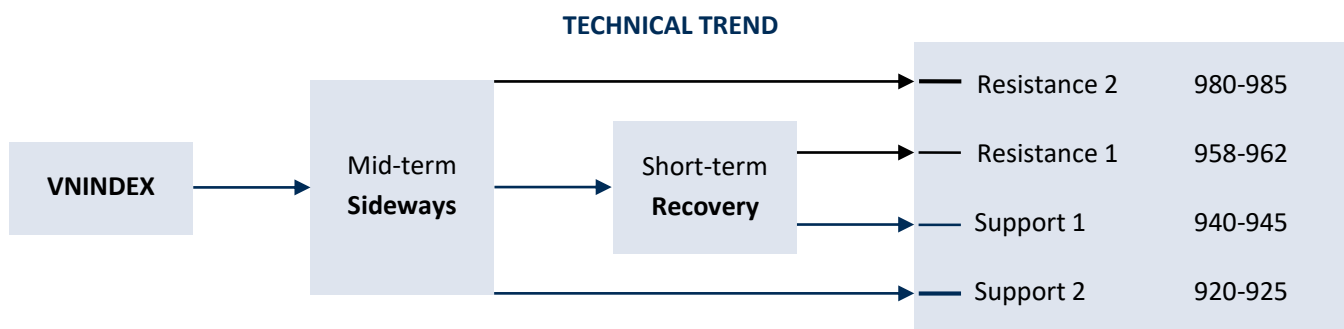 TECHNICAL TREND
VNINDEX
Mid-term
Sideways
Short-term
Recovery
Resistance 2 980-985
Resistance 1 958-962
Support 1 940-945
Support 2 920-925